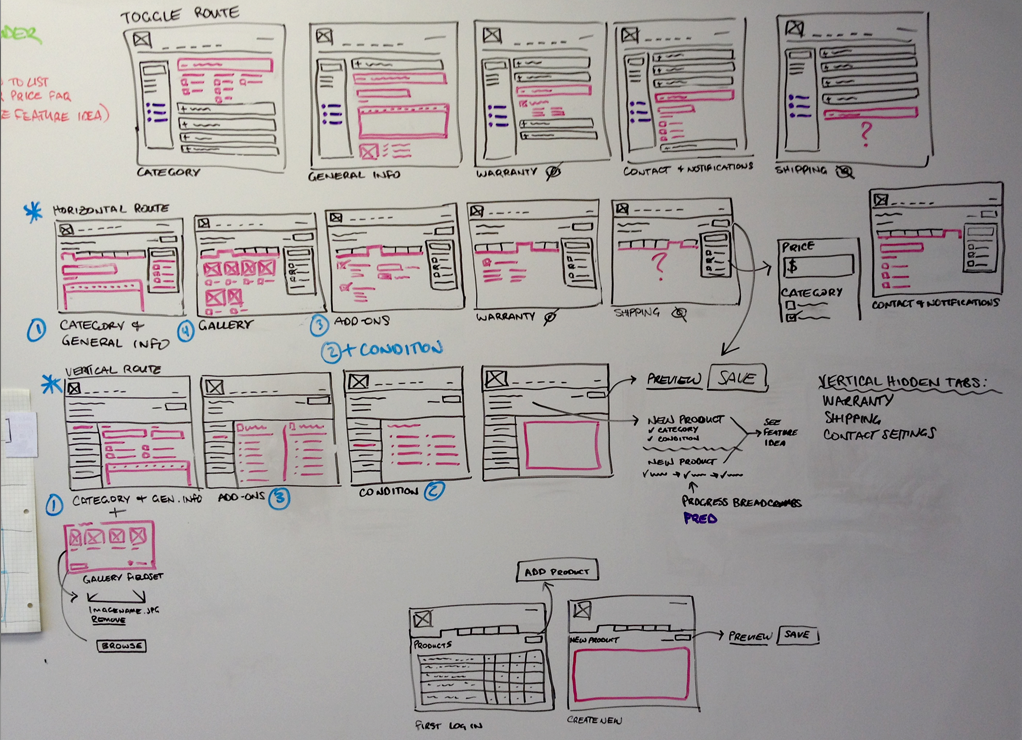 TOGGLE ROUTE
TO LIST
PRICE FAR
FEATURE IDEA)
CATEGORY
GENERAL INFO
WARRANTY
CONTACT & NOTIFICATIONS
SHIPPING
* HORIZONTAL ROUTE
① CATEGORY &
GENERAL INFO
④ GALLERY
③ ADD-ONS
② + CONDITION
WARRANTY
SHIPPING
?
?
PRICE
$
CATEGORY
CONTACT & NOTIFICATIONS
* VERTICAL ROUTE
① CATEGORY & GEN. INFO
+
ADD-ONS ③
CONDITION ②
PREVIEW SAVE
NEW PRODUCT
✓ CATEGORY
✓ CONDITION
NEW PRODUCT
SEE
FEATURE
IDEA
PROGRESS BREADCRUMBS
PRED
VERTICAL HIDDEN TABS:
WARRANTY
SHIPPING
CONTACT SETTINGS
GALLERY FIELDSET
IMAGENAME.JPG
REMOVE
BROWSE
ADD PRODUCT
PRODUCTS
FIRST LOG IN
NEW PRODUCT
PREVIEW SAVE
CREATE NEW